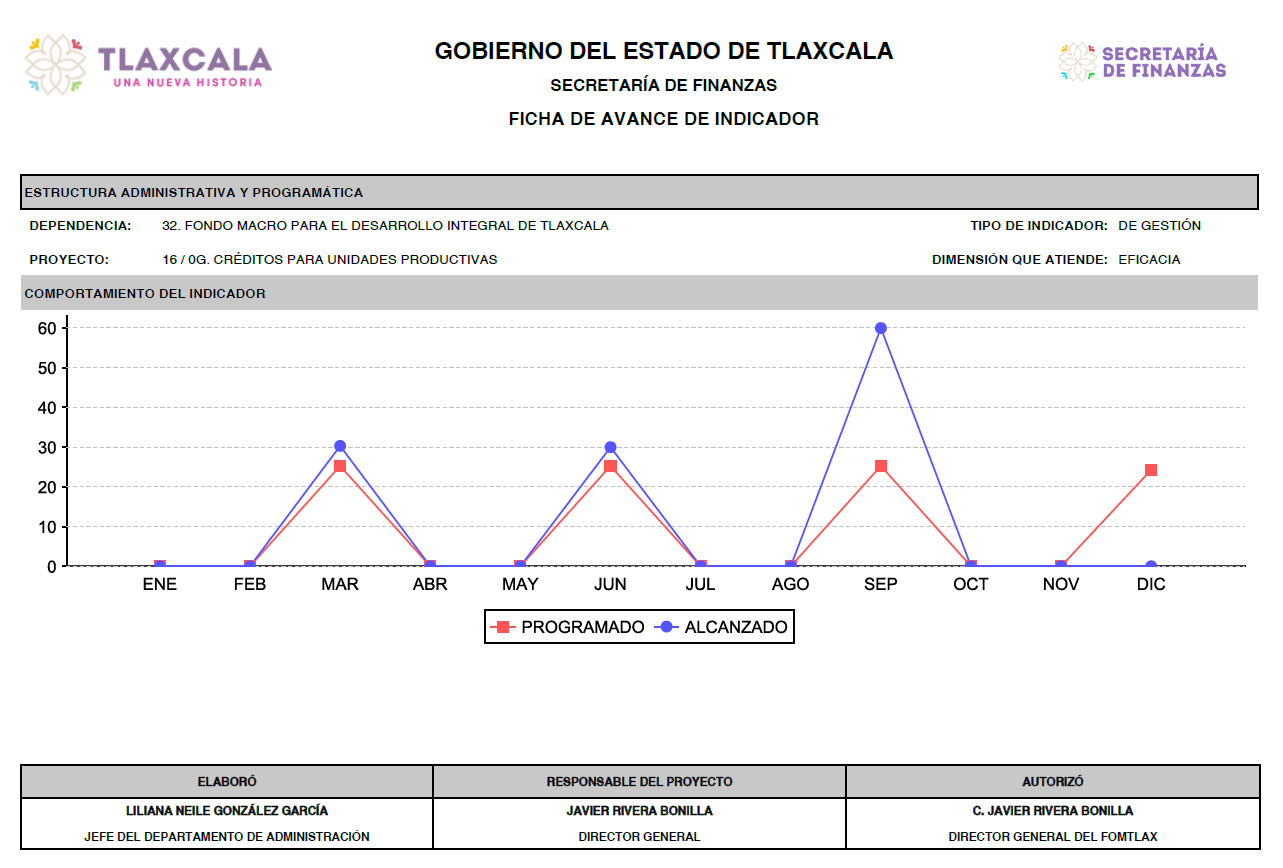 TLAXCALA
UNA NUEVA HISTORIA
GOBIERNO DEL ESTADO DE TLAXCALA
SECRETARÍA DE FINANZAS
FICHA DE AVANCE DE INDICADOR
SECRETARÍA
DE FINANZAS
ESTRUCTURA ADMINISTRATIVA Y PROGRAMÁTICA
DEPENDENCIA: 32. FONDO MACRO PARA EL DESARROLLO INTEGRAL DE TLAXCALA TIPO DE INDICADOR: DE GESTIÓN
PROYECTO: 16 / 0G. CRÉDITOS PARA UNIDADES PRODUCTIVAS DIMENSIÓN QUE ATIENDE: EFICACIA
COMPORTAMIENTO DEL INDICADOR
60
50
40
30
20
10
0
ENE FEB MAR ABR MAY JUN JUL AGO SEP OCT NOV DIC
PROGRAMADO ALCANZADO
ELABORÓ RESPONSABLE DEL PROYECTO AUTORIZÓ
LILIANA NEILE GONZÁLEZ GARCÍA JAVIER RIVERA BONILLA C. JAVIER RIVERA BONILLA
JEFE DEL DEPARTAMENTO DE ADMINISTRACIÓN DIRECTOR GENERAL DIRECTOR GENERAL DEL FOMTLAX